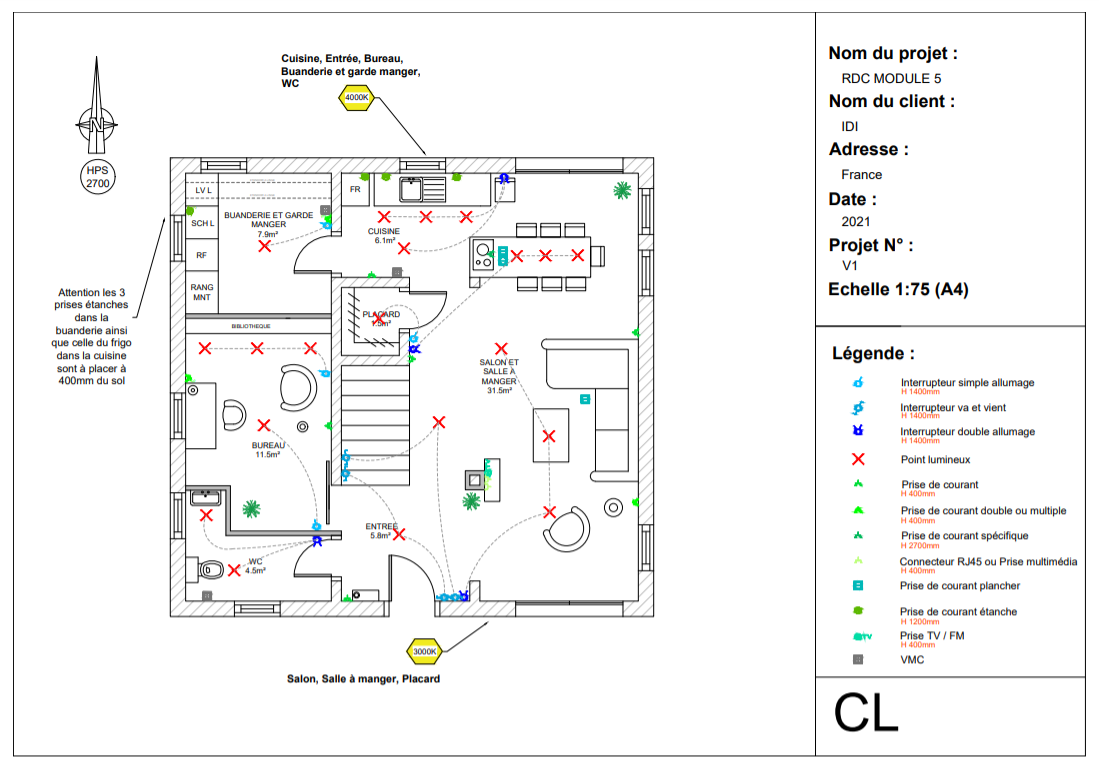 Cuisine, Entrée, Bureau,
Buanderie et garde manger,
WC
4000K
N
HPS
2700
LV L
SCH L
RF
RANG
MNT
BUANDERIE ET GARDE
MANGER
7.9m²
FR
CUISINE
6.1m²
PLACARD
1.5m²
BIBLIOTHEQUE
SALON ET
SALLE A
MANGER
31.5m²
BUREAU
11.5m²
ENTREE
5.8m²
WC
4.5m²
Attention les 3
prises étanches
dans la
buanderie ainsi
que celle du frigo
dans la cuisine
sont à placer à
400mm du sol
3000K
Salon, Salle à manger, Placard
Nom du projet :
RDC MODULE 5
Nom du client :
IDI
Adresse :
France
Date :
2021
Projet N° :
V1
Echelle 1:75 (A4)
Légende :
Interrupteur simple allumage
H 1400mm
Interrupteur va et vient
H 1400mm
Interrupteur double allumage
H 1400mm
Point lumineux
Prise de courant
H 400mm
Prise de courant double ou multiple
H 400mm
Prise de courant spécifique
H 2700mm
Connecteur RJ45 ou Prise multimédia
H 400mm
Prise de courant plancher
Prise de courant étanche
H 1200mm
TV
Prise TV / FM
H 400mm
VMC
CL